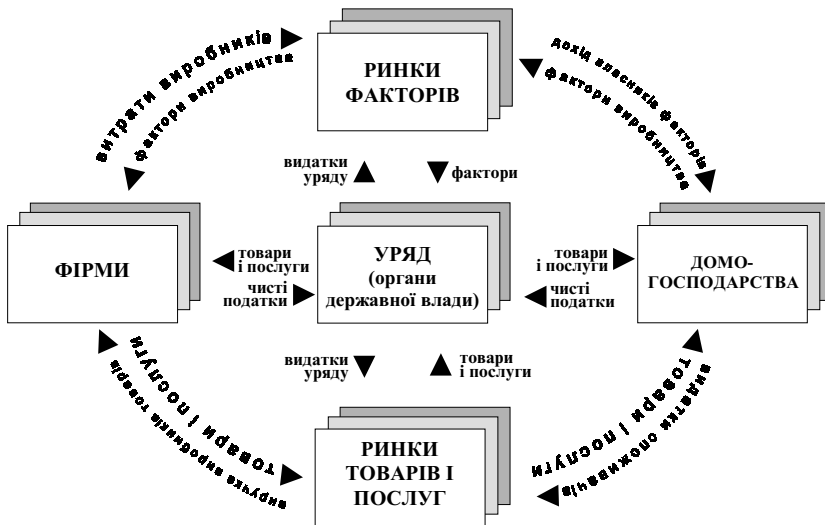 витрати виробників
фактори виробництва
РИНКИ
ФАКТОРІВ
дохід власників факторів
фактори виробництва
видатки
уряду
фактори
ФІРМИ
товари
і послуги
чисті
податки
УРЯД
(органи
державної влади)
товари
і послуги
чисті
податки
ДОМО-
ГОСПОДАРСТВА
видатки
уряду
товари
і послуги
товари і послуги
виручка виробників товарів
РИНКИ
ТОВАРІВ І
ПОСЛУГ
товари і послуги
видатки споживачів